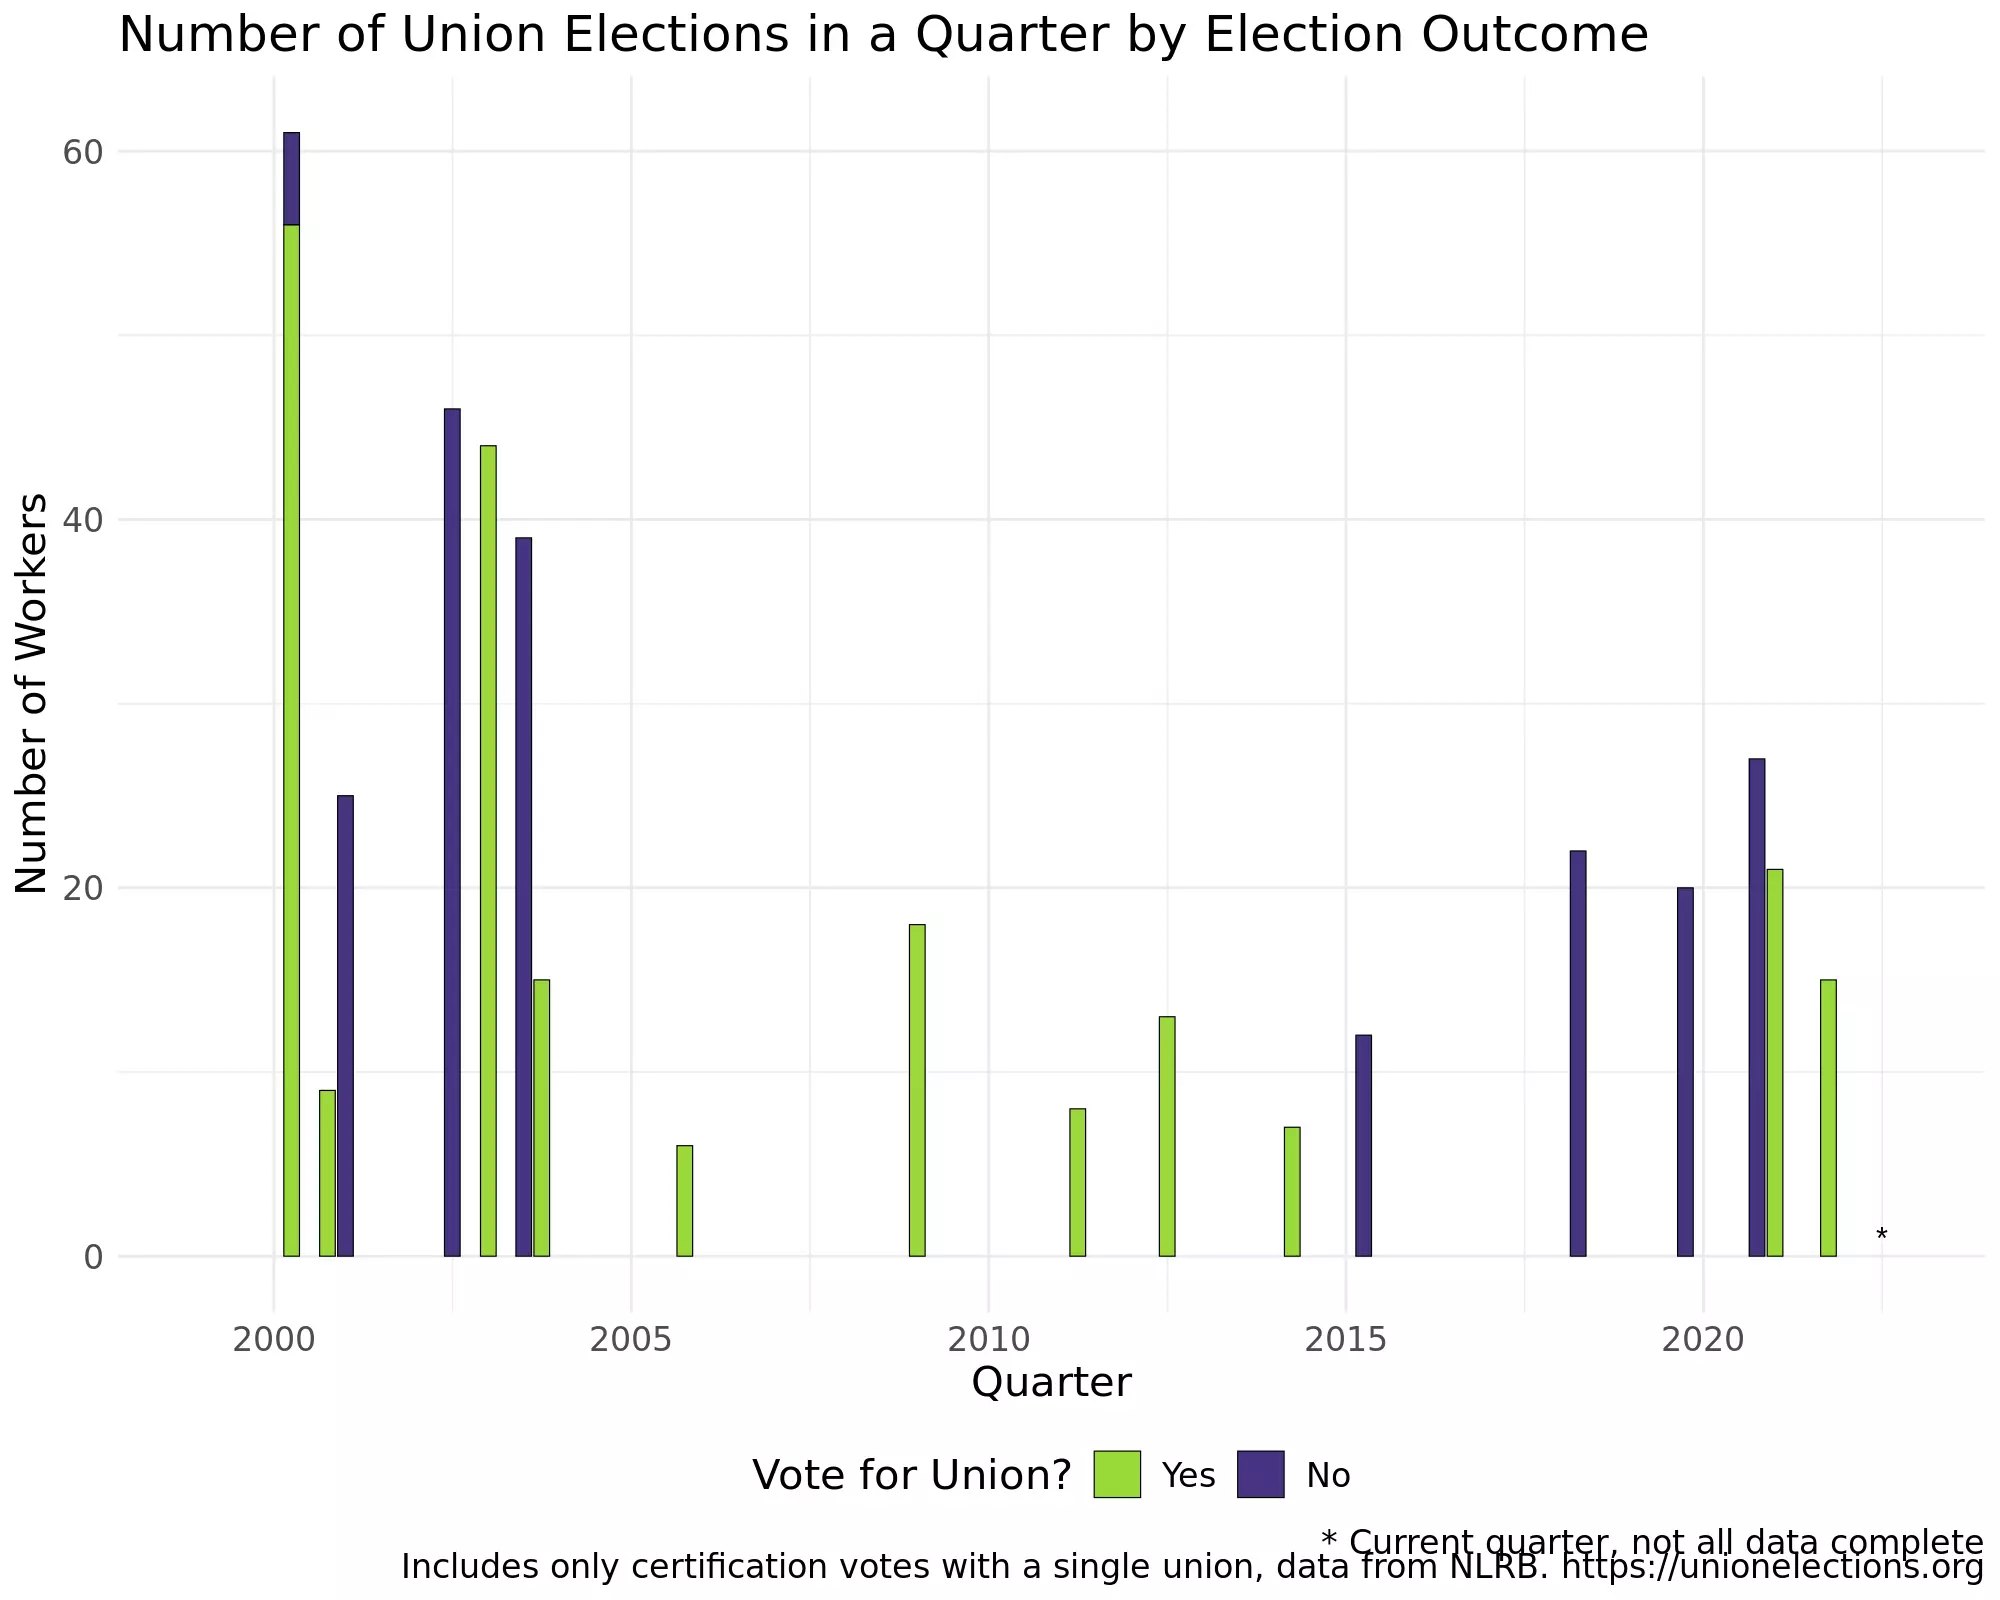 Number of Union Elections in a Quarter by Election Outcome
60
40
20
0
Number of Workers
*
2000 2005 2010 2015 2020
Quarter
Vote for Union? Yes No
* Current quarter, not all data complete
Includes only certification votes with a single union, data from NLRB. https://unionelections.org